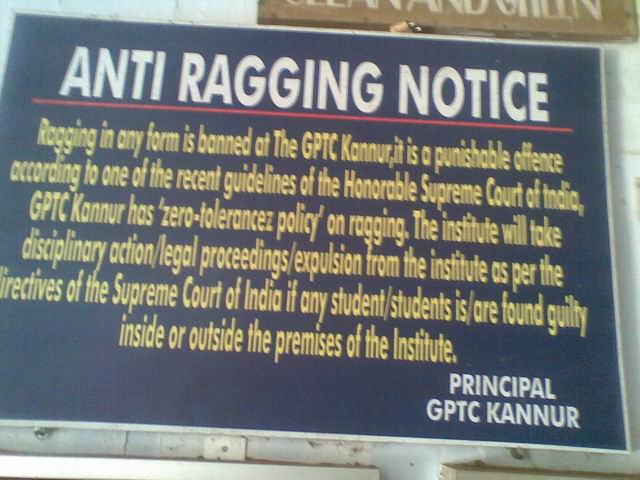 CLEAN AND GREEN
ANTI RAGGING NOTICE
Ragging in any form is banned at The GPTC Kannur,it is a punishable offence
according to one of the recent guidelines of the Honorable Supreme Court of India,
GPTC Kannur has 'zero-tolerancez policy' on ragging. The institute will take
disciplinary action/legal proceedings/expulsion from the institute as per the
directives of the Supreme Court of India if any student/students is/are found guilty
inside or outside the premises of the Institute.
PRINCIPAL
GPTC KANNUR